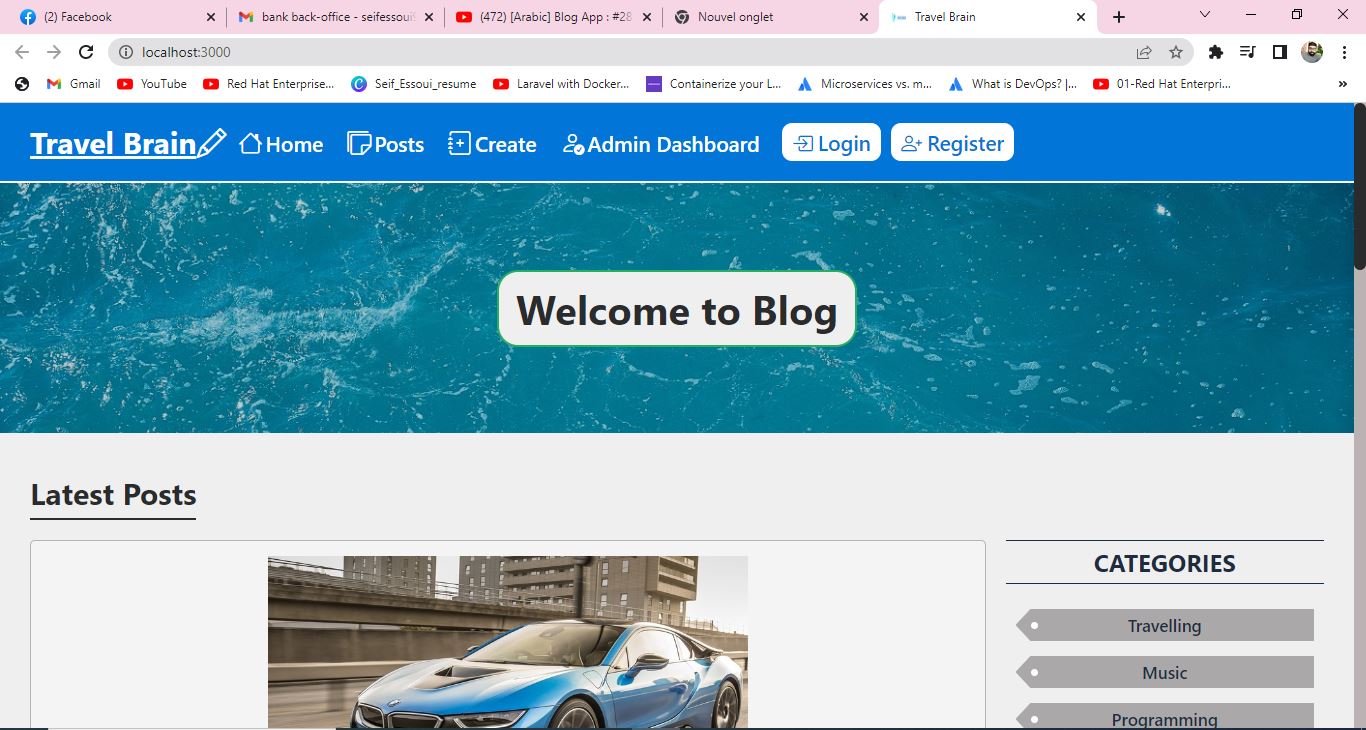 (2) Facebook
bank back-office - seifessoui9
(472) [Arabic] Blog App : #28
Nouvel onglet
Travel Brain
localhost:3000
Gmail
YouTube
Red Hat Enterprise...
Seif_Essoui_resume
Laravel with Docker...
Containerize your L...
Microservices vs. m...
What is DevOps? |...
01-Red Hat Enterpri...
»
Travel Brain
Home
Posts
Create
Admin Dashboard
Login
Register
Welcome to Blog
Latest Posts
CATEGORIES
Travelling
Music
Programming